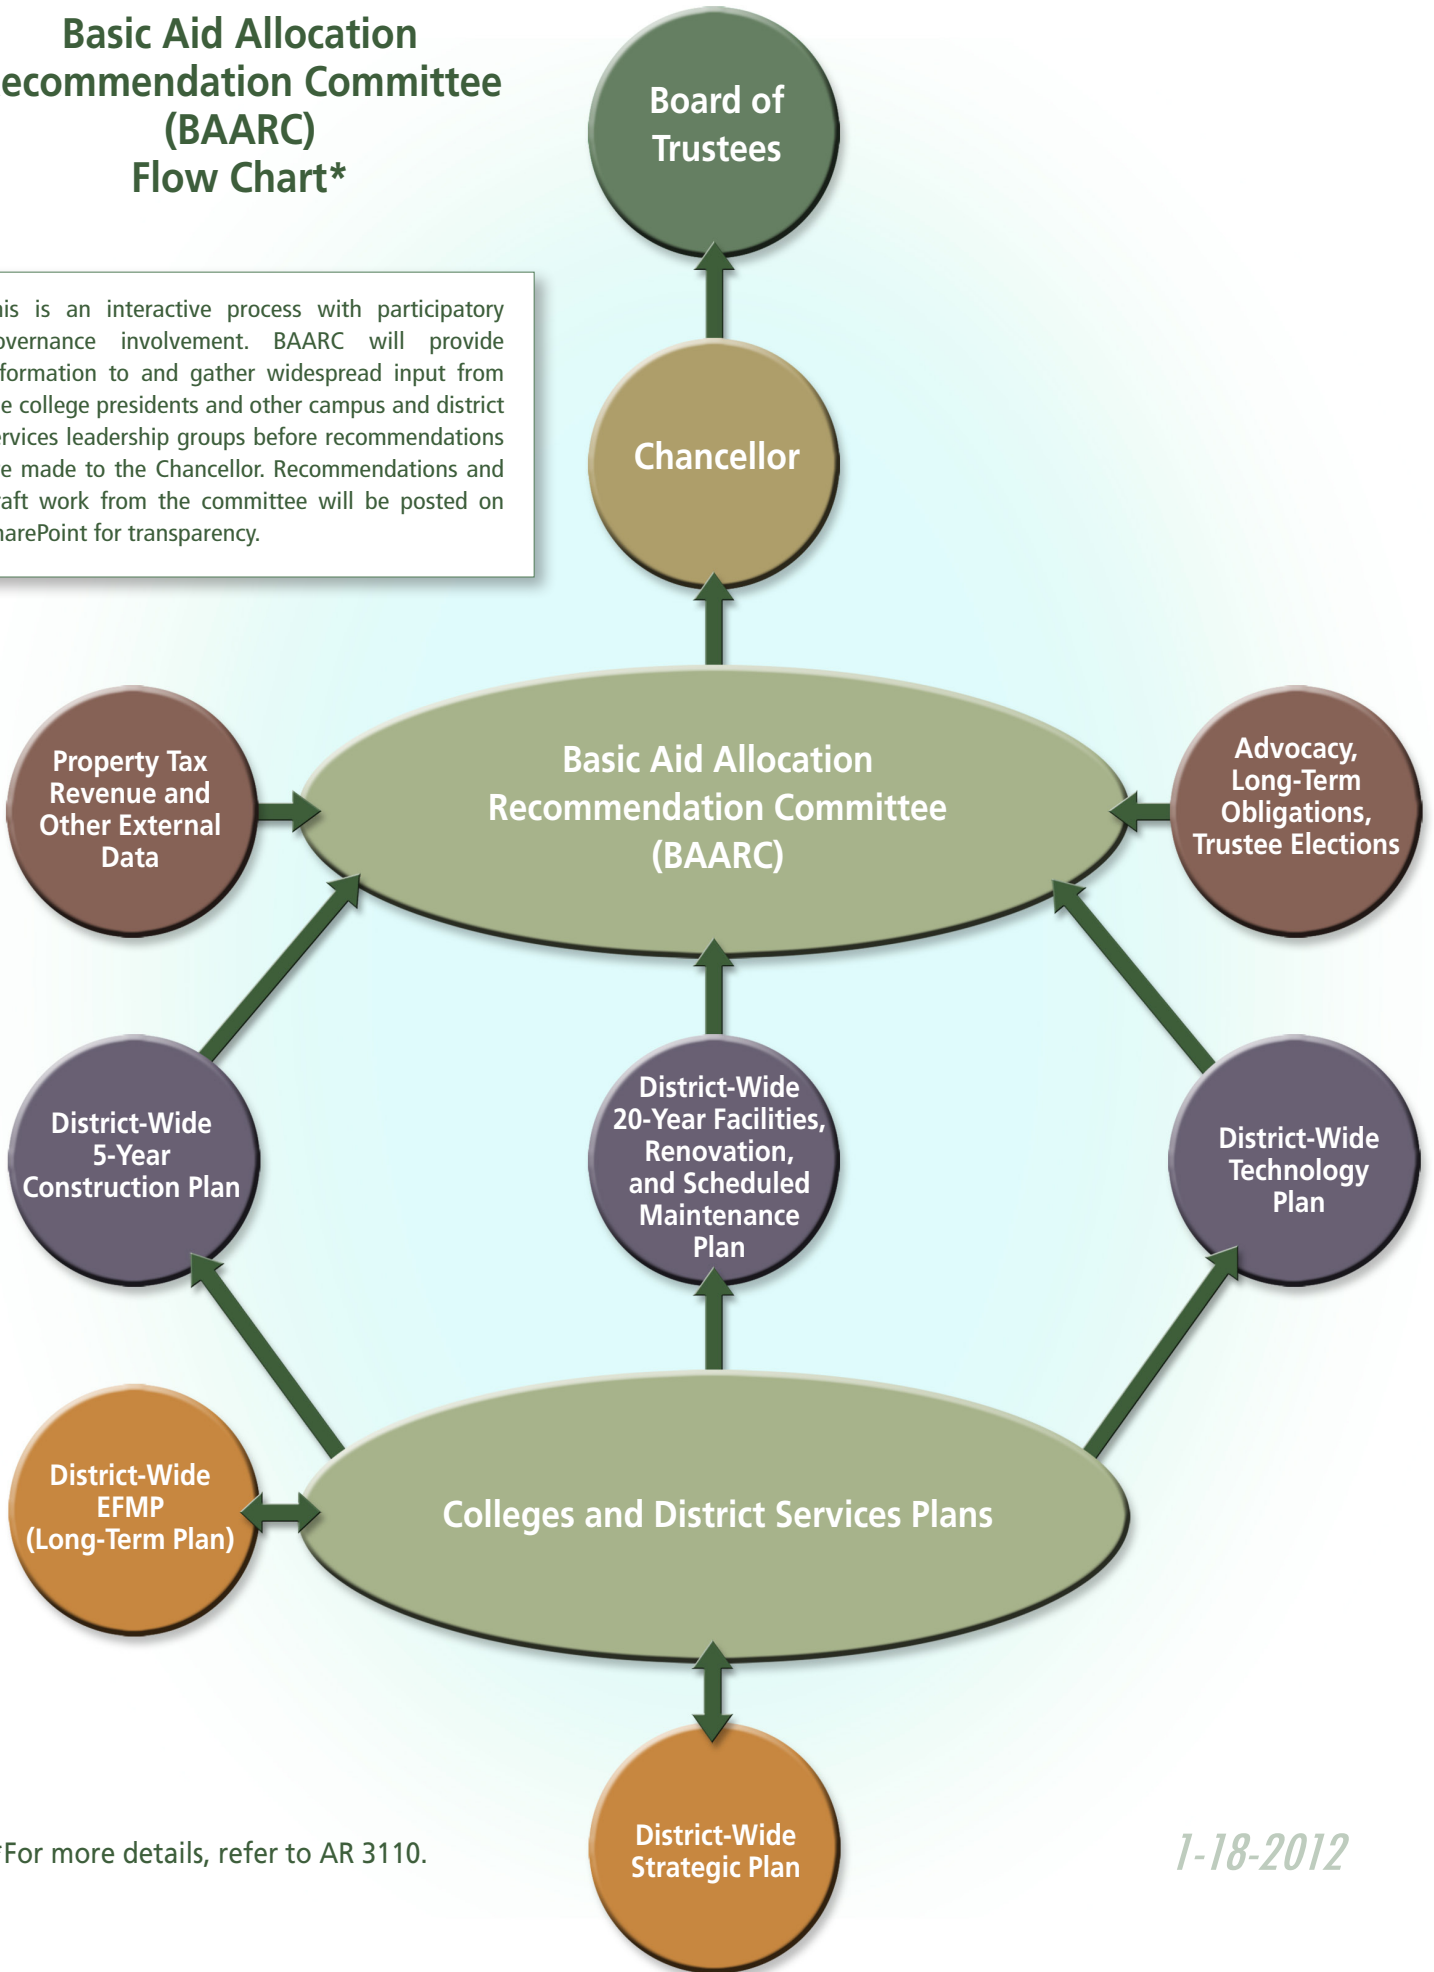 Basic Aid Allocation
ecommendation Committee
(BAARC)
Flow Chart*
his is an interactive process with participatory
overnance involvement. BAARC will provide
formation to and gather widespread input from
e college presidents and other campus and district
ervices leadership groups before recommendations
re made to the Chancellor. Recommendations and
raft work from the committee will be posted on
harePoint for transparency.
Board of
Trustees
Chancellor
Basic Aid Allocation
Recommendation Committee
(BAARC)
Property Tax
Revenue and
Other External
Data
Advocacy,
Long-Term
Obligations,
Trustee Elections
District-Wide
5-Year
Construction Plan
District-Wide
20-Year Facilities,
Renovation,
and Scheduled
Maintenance
Plan
District-Wide
Technology
Plan
District-Wide
EFMP
(Long-Term Plan)
Colleges and District Services Plans
District-Wide
Strategic Plan
*For more details, refer to AR 3110.
1-18-2012